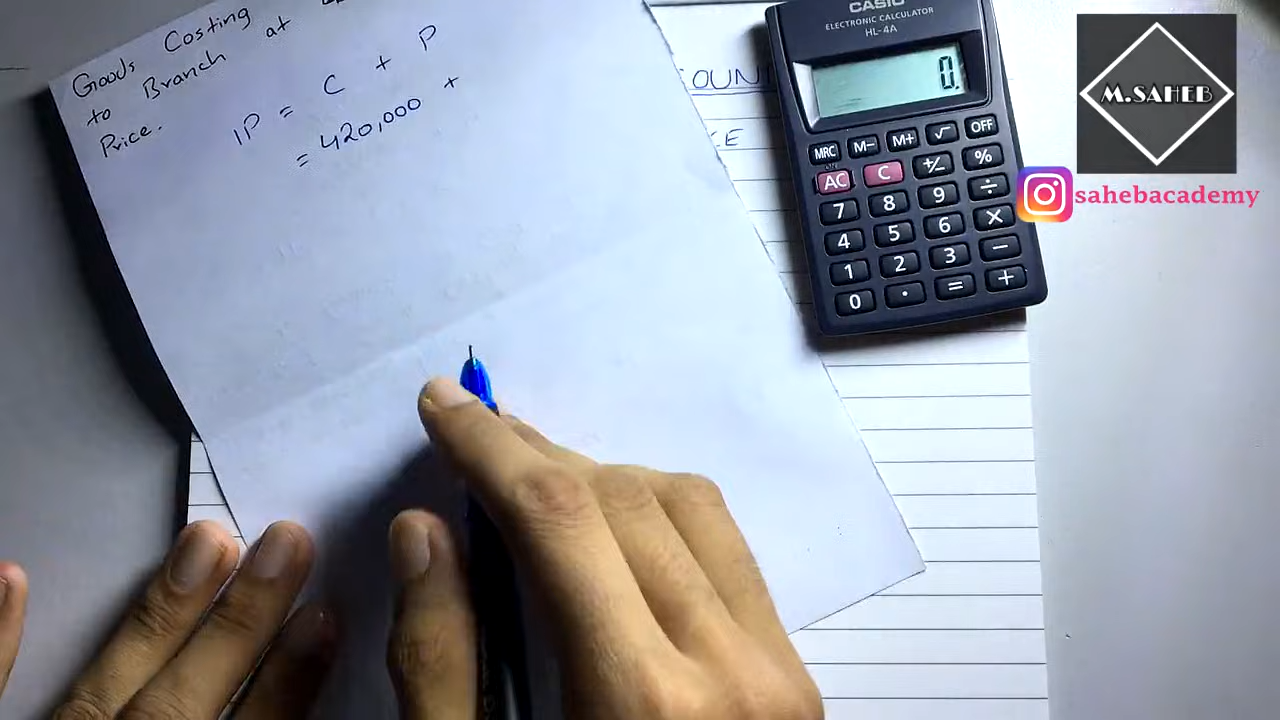 Goods Costing
to Branch at
Price.
IP = C + P
= 420,000 +
OUN
CE
CASIO
ELECTRONIC CALCULATOR
HL-4A
0.
MRC M− M+ √ OFF
AC C +/− %
7 8 9 ÷
4 5 6 ×
1 2 3 −
0 · = +
M.SAHEB
sahebacademy